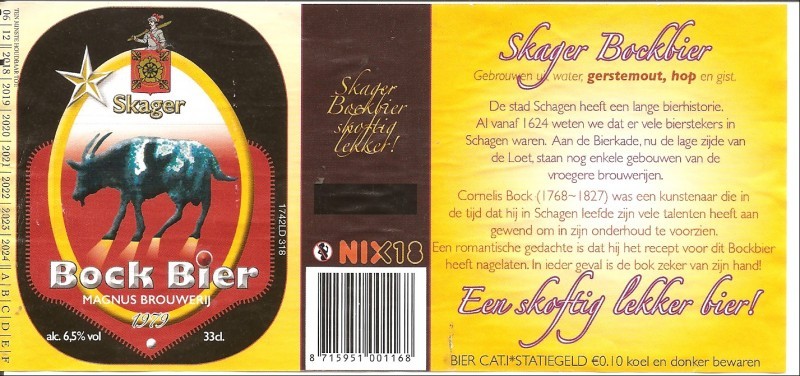 TEN MINSTE HOUDBAAR TOT:
06 | 12 | 2018 | 2019 | 2020 | 2021 | 2022 | 2023 | 2024 | A | B | C | D | E | F
Skager
Bock Bier
MAGNUS BROUWERIJ
1979
alc. 6,5% vol
33cl.
1742LD 318
Skager
Bockbier
skoftig
lekker!
NIX18
8 715951 001168
Skager Bockbier
Gebrouwen uit water, gerstemout, hop en gist.
De stad Schagen heeft een lange bierhistorie.
Al vanaf 1624 weten we dat er vele bierstekers in
Schagen waren. Aan de Bierkade, nu de lage zijde van
de Loet, staan nog enkele gebouwen van de
vroegere brouwerijen.
Cornelis Bock (1768~1827) was een kunstenaar die in
de tijd dat hij in Schagen leefde zijn vele talenten heeft aan
gewend om in zijn onderhoud te voorzien.
Een romantische gedachte is dat hij het recept voor dit Bockbier
heeft nagelaten. In ieder geval is de bok zeker van zijn hand!
Een skoftig lekker bier!
BIER CAT.I*STATIEGELD €0.10 koel en donker bewaren